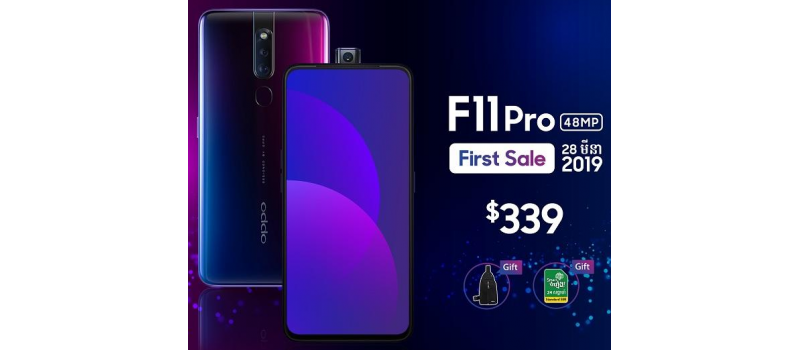 F11 Pro 48MP
First Sale 28 មីនា 2019
$339
Gift
Gift
oppo